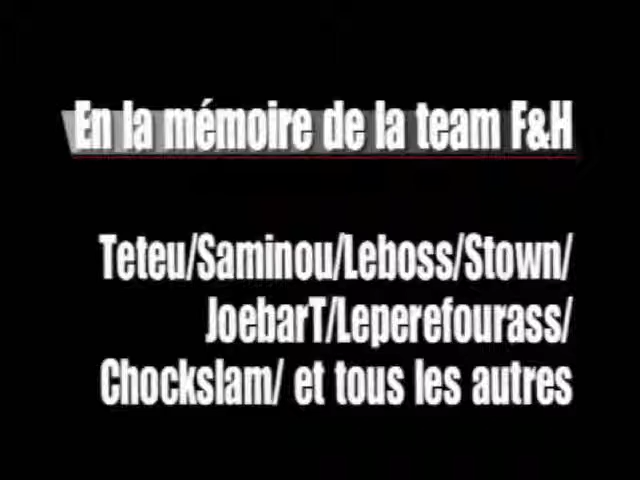 En la mémoire de la team F&H
Teteu/Saminou/Leboss/Stown/
JoebarT/Leperefourass/
Chockslam/ et tous les autres